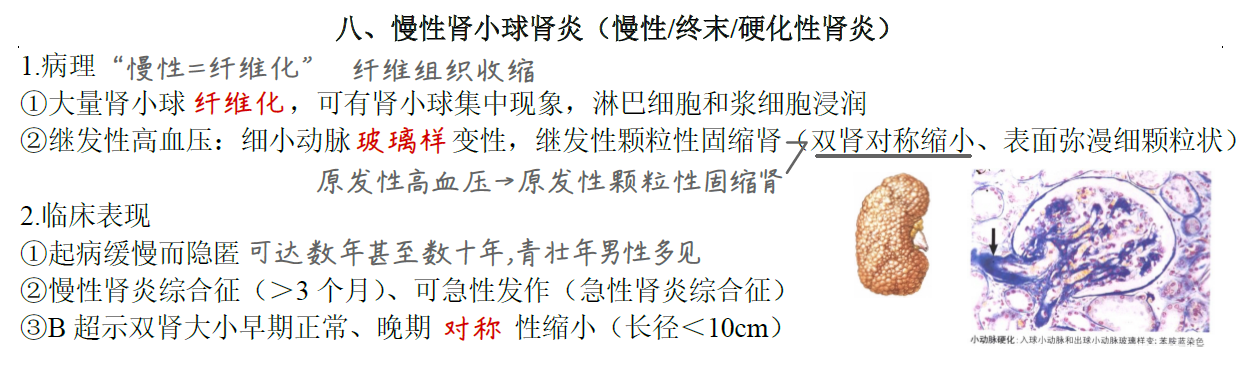 八、慢性肾小球肾炎（慢性/终末/硬化性肾炎）
1.病理 “慢性=纤维化” 纤维组织收缩
①大量肾小球 纤维化，可有肾小球集中现象，淋巴细胞和浆细胞浸润
②继发性高血压：细小动脉 玻璃样 变性，继发性颗粒性固缩肾（双肾对称缩小、表面弥漫细颗粒状）
原发性高血压→原发性颗粒性固缩肾
2.临床表现
①起病缓慢而隐匿 可达数年甚至数十年,青壮年男性多见
②慢性肾炎综合征（＞3 个月）、可急性发作（急性肾炎综合征）
③B 超示双肾大小早期正常、晚期 对称 性缩小（长径＜10cm）
小动脉硬化：入球小动脉和出球小动脉玻璃样变；苯胺蓝染色